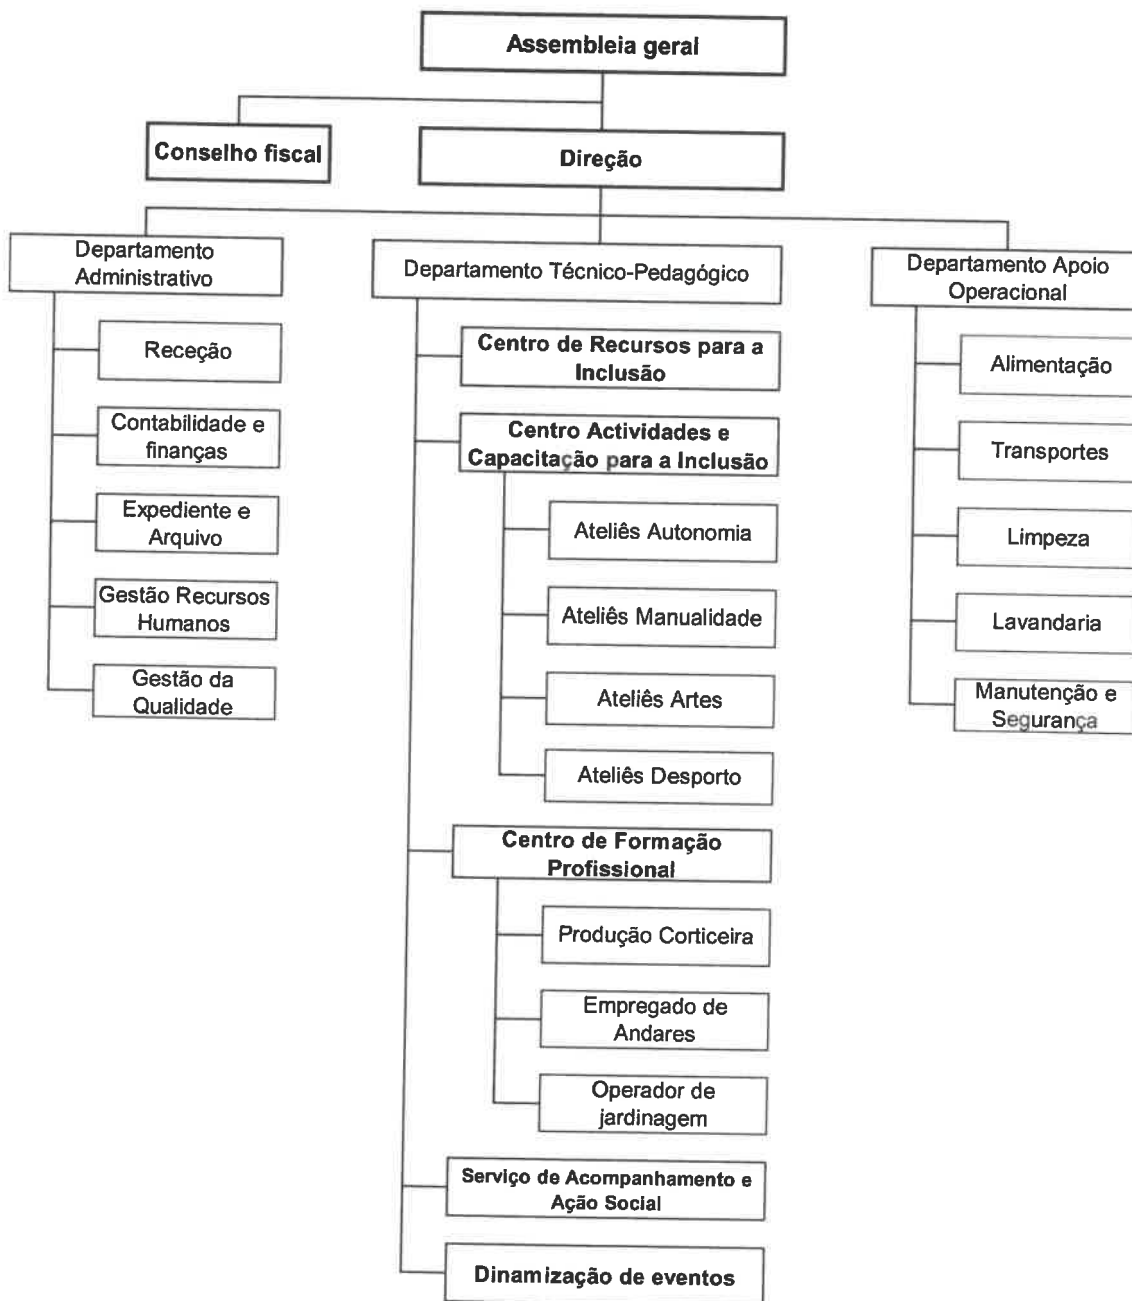 Assembleia geral
Conselho fiscal
Direção
Departamento
Administrativo
Receção
Contabilidade e
finanças
Expediente e
Arquivo
Gestão Recursos
Humanos
Gestão da
Qualidade
Departamento Técnico-Pedagógico
Centro de Recursos para a
Inclusão
Centro Actividades e
Capacitação para a Inclusão
Ateliês Autonomia
Ateliês Manualidade
Ateliês Artes
Ateliês Desporto
Centro de Formação
Profissional
Produção Corticeira
Empregado de
Andares
Operador de
jardinagem
Serviço de Acompanhamento e
Ação Social
Dinamização de eventos
Departamento Apoio
Operacional
Alimentação
Transportes
Limpeza
Lavandaria
Manutenção e
Segurança